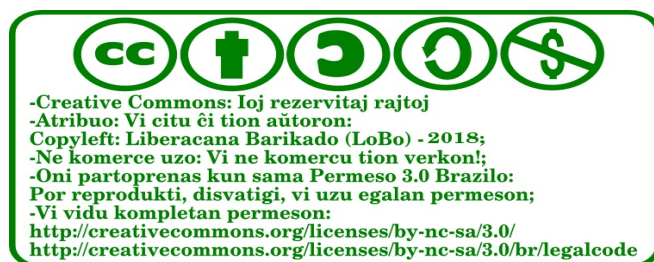 cc $
-Creative Commons: Ioj rezervitaj rajtoj
-Atribuo: Vi citu ĉi tion aŭtoron:
Copyleft: Liberacana Barikado (LoBo) - 2018;
-Ne komerce uzo: Vi ne komercu tion verkon!;
-Oni partoprenas kun sama Permeso 3.0 Brazilo:
Por reprodukti, disvatigi, vi uzu egalan permeson;
-Vi vidu kompletan permeson:
http://creativecommons.org/licenses/by-nc-sa/3.0/
http://creativecommons.org/licenses/by-nc-sa/3.0/br/legalcode